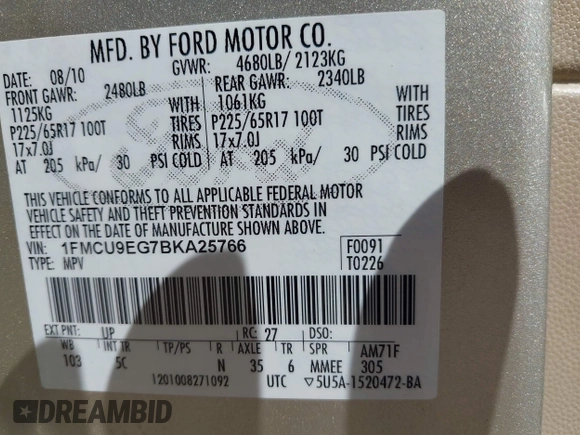 MFD. BY FORD MOTOR CO.
DATE: 08/10 GVWR: 4680LB/ 2123KG
FRONT GAWR: 2480LB REAR GAWR: 2340LB
1125KG WITH 1061KG WITH
P225/65R17 100T TIRES P225/65R17 100T TIRES
17x7.0J RIMS 17x7.0J RIMS
AT 205 kPa/ 30 PSI COLD AT 205 kPa/ 30 PSI COLD
Ford
THIS VEHICLE CONFORMS TO ALL APPLICABLE FEDERAL MOTOR
VEHICLE SAFETY AND THEFT PREVENTION STANDARDS IN
EFFECT ON THE DATE OF MANUFACTURE SHOWN ABOVE.
VIN: 1FMCU9EG7BKA25766 F0091
TYPE: MPV T0226
EXT PNT: UP RC: 27 DSO:
WB INT TR TP/PS R AXLE TR SPR AM71F
103 5C N 35 6 MMEE 305
1201008271092 UTC ▽5U5A-1520472-BA
DREAMBID